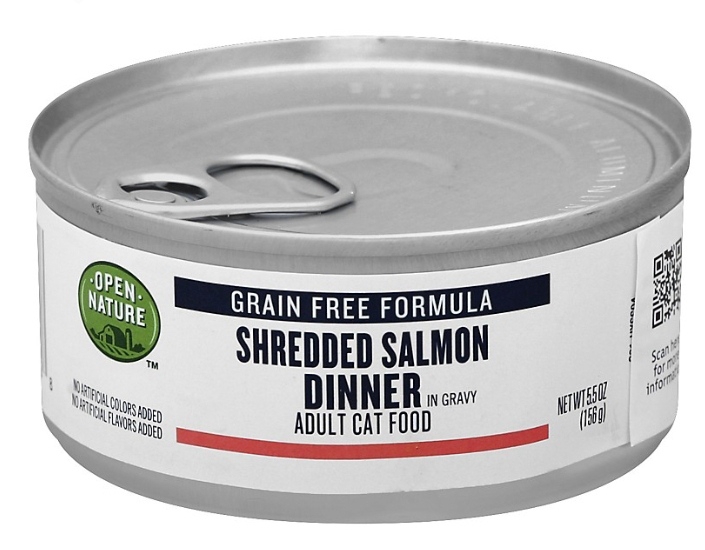 OPEN
NATURE
TM
GRAIN FREE FORMULA
SHREDDED SALMON
DINNER IN GRAVY
ADULT CAT FOOD
NO ARTIFICIAL COLORS ADDED
NO ARTIFICIAL FLAVORS ADDED
8
NET WT 5.5 OZ
(156 g)
Scan
for